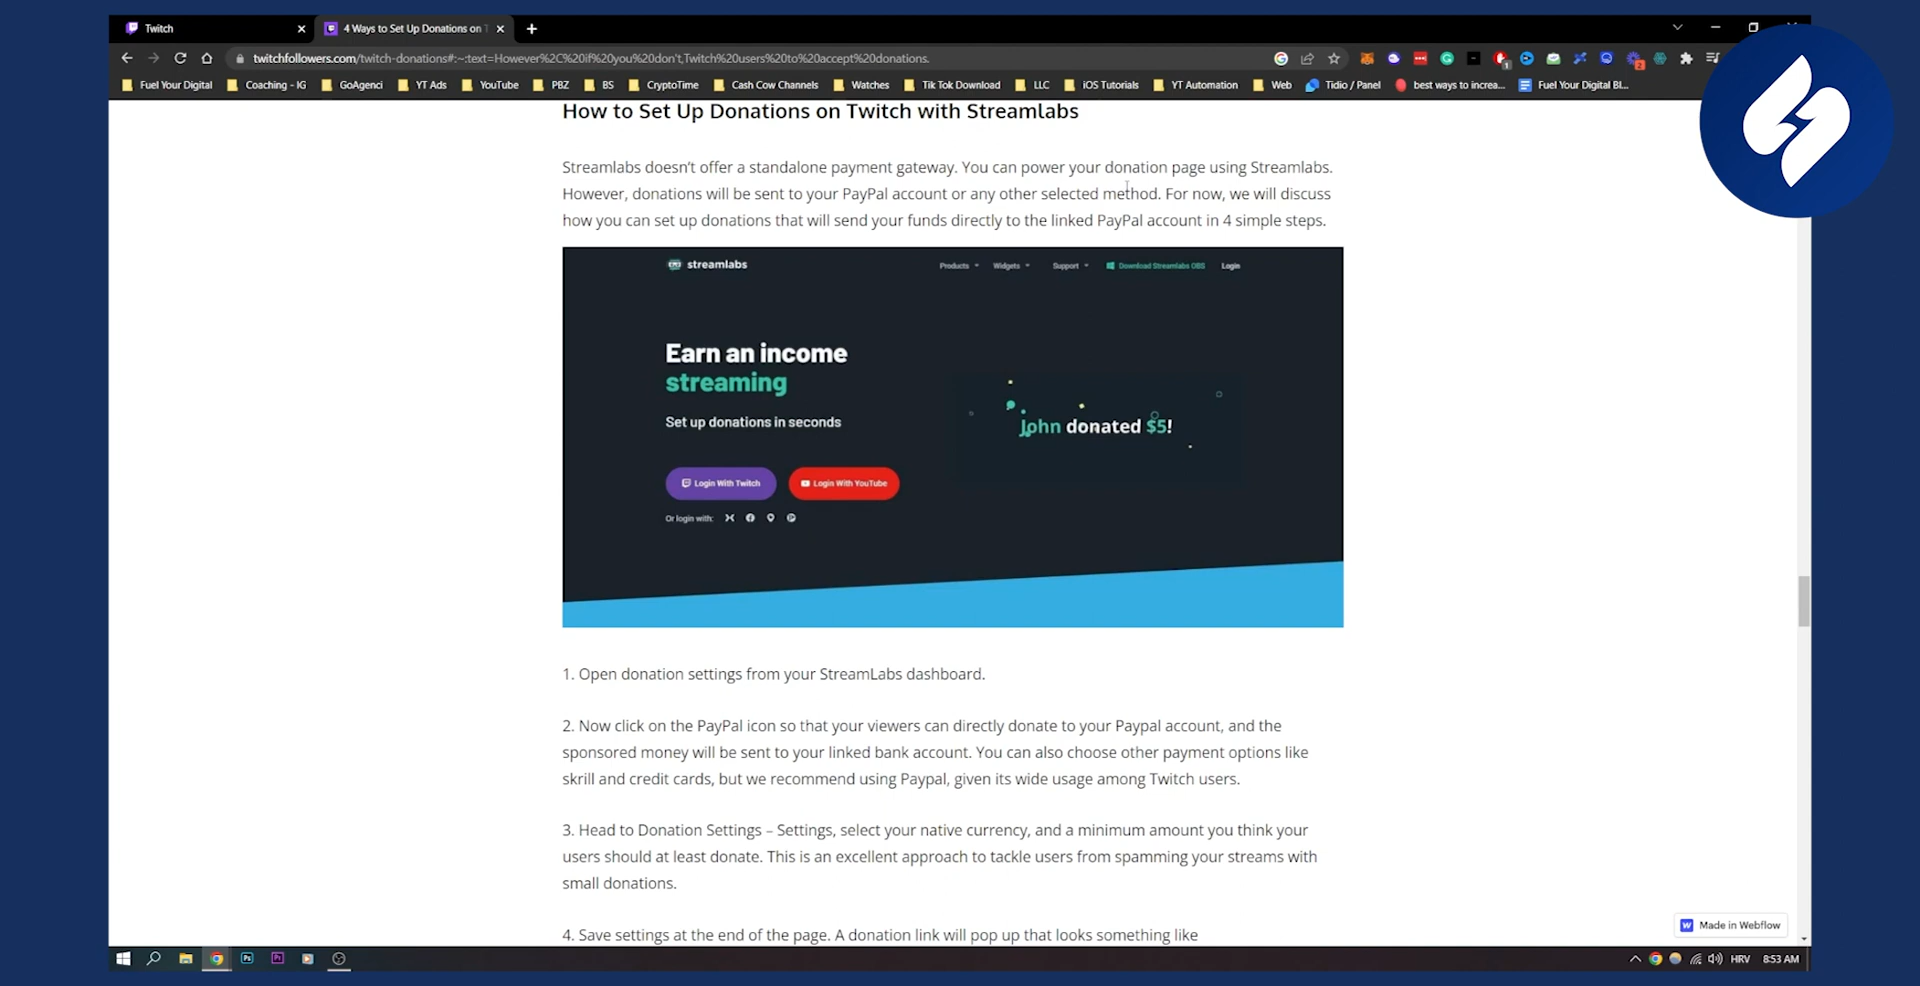 Twitch
4 Ways to Set Up Donations on
twitchfollowers.com/twitch-donations#:~:text=However%2C%20if%20you%20don't,Twitch%20users%20to%20accept%20donations.
Fuel Your Digital
Coaching - IG
GoAgenci
YT Ads
YouTube
PBZ
BS
CryptoTime
Cash Cow Channels
Watches
Tik Tok Download
LLC
iOS Tutorials
YT Automation
Web
Tidio / Panel
best ways to increa...
Fuel Your Digital Bl...
How to Set Up Donations on Twitch with Streamlabs
Streamlabs doesn't offer a standalone payment gateway. You can power your donation page using Streamlabs.
However, donations will be sent to your PayPal account or any other selected method. For now, we will discuss
how you can set up donations that will send your funds directly to the linked PayPal account in 4 simple steps.
streamlabs
Products
Widgets
Support
Download Streamlabs OBS
Login
Earn an income
streaming
Set up donations in seconds
John donated $5!
Login With Twitch
Login With YouTube
Or login with:
1. Open donation settings from your StreamLabs dashboard.
2. Now click on the PayPal icon so that your viewers can directly donate to your Paypal account, and the
sponsored money will be sent to your linked bank account. You can also choose other payment options like
skrill and credit cards, but we recommend using Paypal, given its wide usage among Twitch users.
3. Head to Donation Settings – Settings, select your native currency, and a minimum amount you think your
users should at least donate. This is an excellent approach to tackle users from spamming your streams with
small donations.
4. Save settings at the end of the page. A donation link will pop up that looks something like
Made in Webflow
HRV
8:53 AM